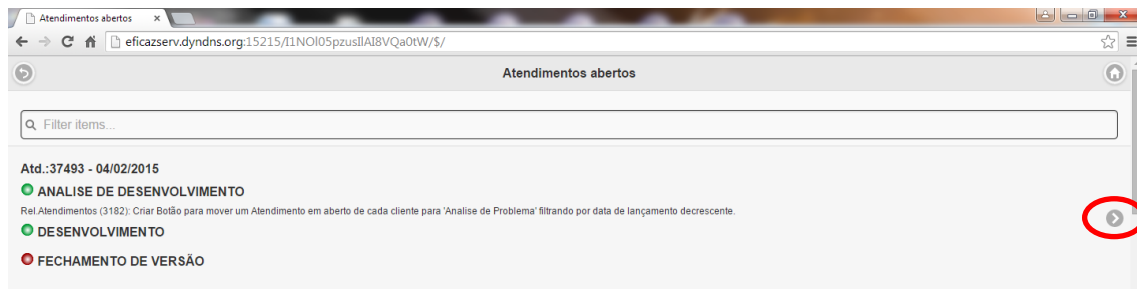 Atendimentos abertos
eficazserv.dyndns.org:15215/I1NOl05pzusIlAI8VQa0tW/$/
Atendimentos abertos
Filter items...
Atd.:37493 - 04/02/2015
ANALISE DE DESENVOLVIMENTO
Rel.Atendimentos (3182): Criar Botão para mover um Atendimento em aberto de cada cliente para 'Analise de Problema' filtrando por data de lançamento decrescente.
DESENVOLVIMENTO
FECHAMENTO DE VERSÃO